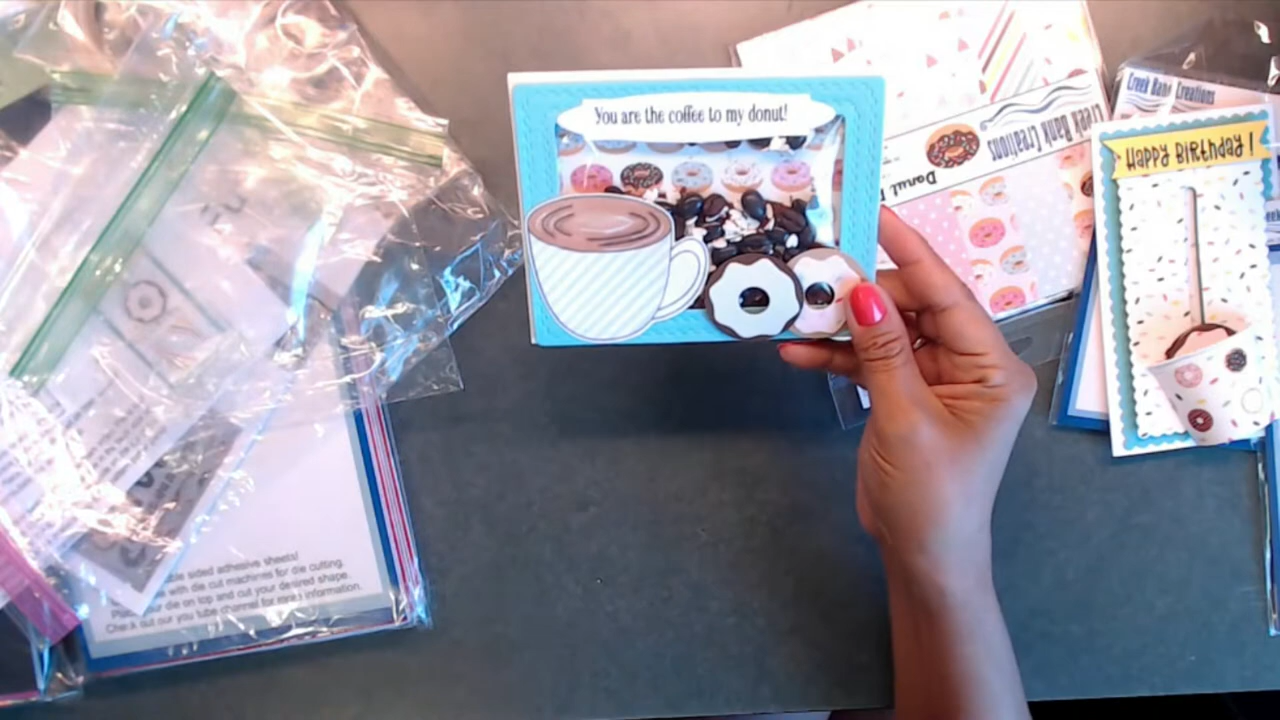 You are the coffee to my donut!
Creek Bank Creations
Donut
Creek Bank Creations
Happy Birthday!
ble sided adhesive sheets!
with die cut machines for die cutting.
die on top and cut your desired shape.
Check out our you tube channel for more information.